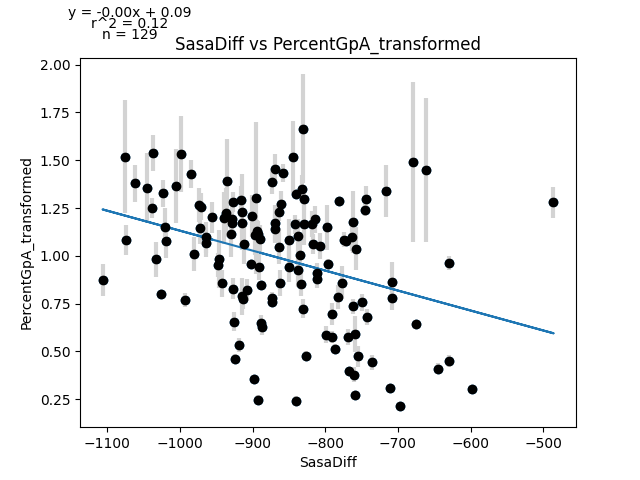 y = -0.00x + 0.09
r^2 = 0.12
n = 129
SasaDiff vs PercentGpA_transformed
2.00
1.75
1.50
1.25
1.00
0.75
0.50
0.25
PercentGpA_transformed
−1100 −1000 −900 −800 −700 −600 −500
SasaDiff